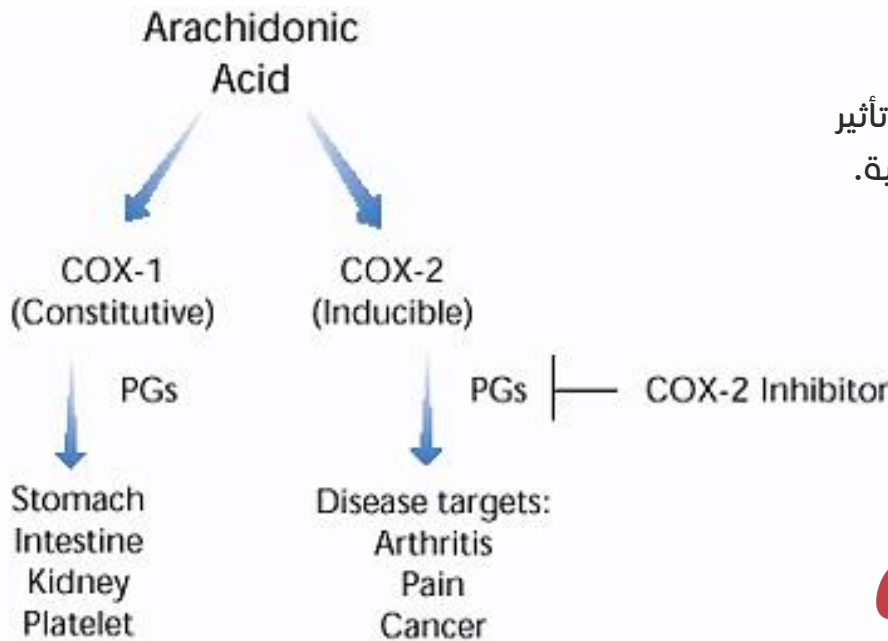 Arachidonic
Acid
تأثير
ية.
COX-1
(Constitutive)
COX-2
(Inducible)
PGs
PGs
COX-2 Inhibitor
Stomach
Intestine
Kidney
Platelet
Disease targets:
Arthritis
Pain
Cancer